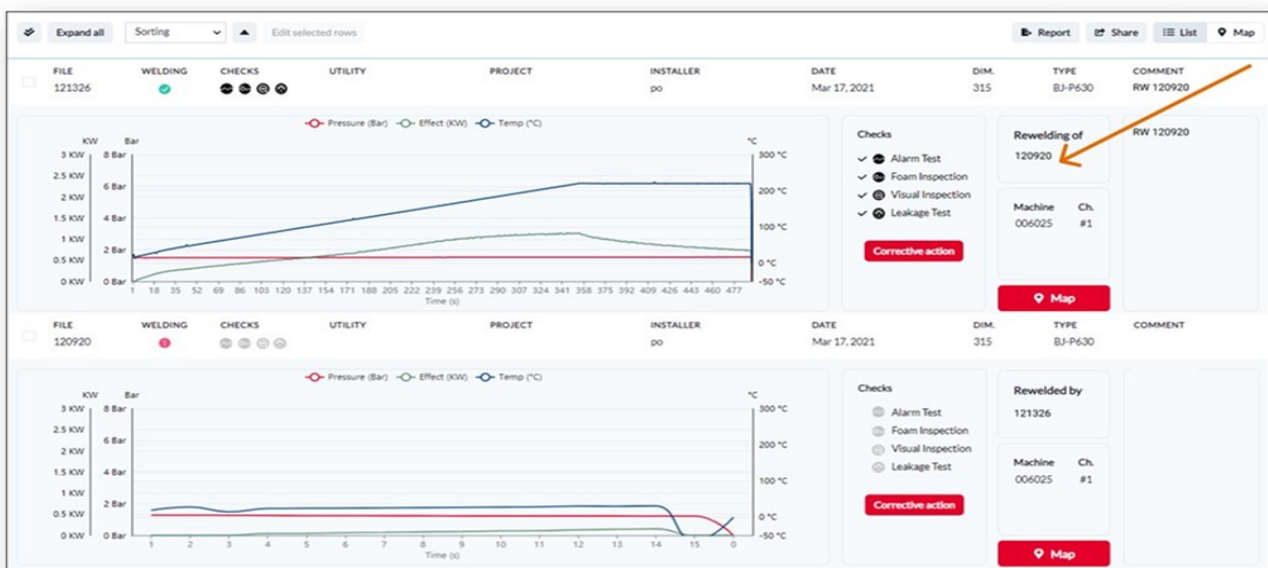 Expand all Sorting Edit selected rows Report Share List Map
FILE WELDING CHECKS UTILITY PROJECT INSTALLER DATE DIM. TYPE COMMENT
121326 po Mar 17, 2021 315 BJ-P630 RW 120920
Pressure (Bar) Effect (KW) Temp (°C)
KW Bar °C
3 KW 8 Bar 300 °C
2.5 KW
2 KW 6 Bar 200 °C
1.5 KW 4 Bar
1 KW 100 °C
0.5 KW 2 Bar 0 °C
0 KW 0 Bar -50 °C
1 18 35 52 69 86 103 120 137 154 171 188 205 222 239 256 273 290 307 324 341 358 375 392 409 426 443 460 477
Time (s)
Checks
Alarm Test
Foam Inspection
Visual Inspection
Leakage Test
Corrective action
Rewelding of
120920
Machine Ch.
006025 #1
Map
RW 120920
FILE WELDING CHECKS UTILITY PROJECT INSTALLER DATE DIM. TYPE COMMENT
120920 po Mar 17, 2021 315 BJ-P630
Pressure (Bar) Effect (KW) Temp (°C)
KW Bar °C
3 KW 8 Bar 300 °C
2.5 KW
2 KW 6 Bar 200 °C
1.5 KW 4 Bar
1 KW 100 °C
0.5 KW 2 Bar 0 °C
0 KW 0 Bar -50 °C
1 2 3 4 5 6 7 8 9 10 11 12 13 14 15 0
Time (s)
Checks
Alarm Test
Foam Inspection
Visual Inspection
Leakage Test
Corrective action
Rewelded by
121326
Machine Ch.
006025 #1
Map